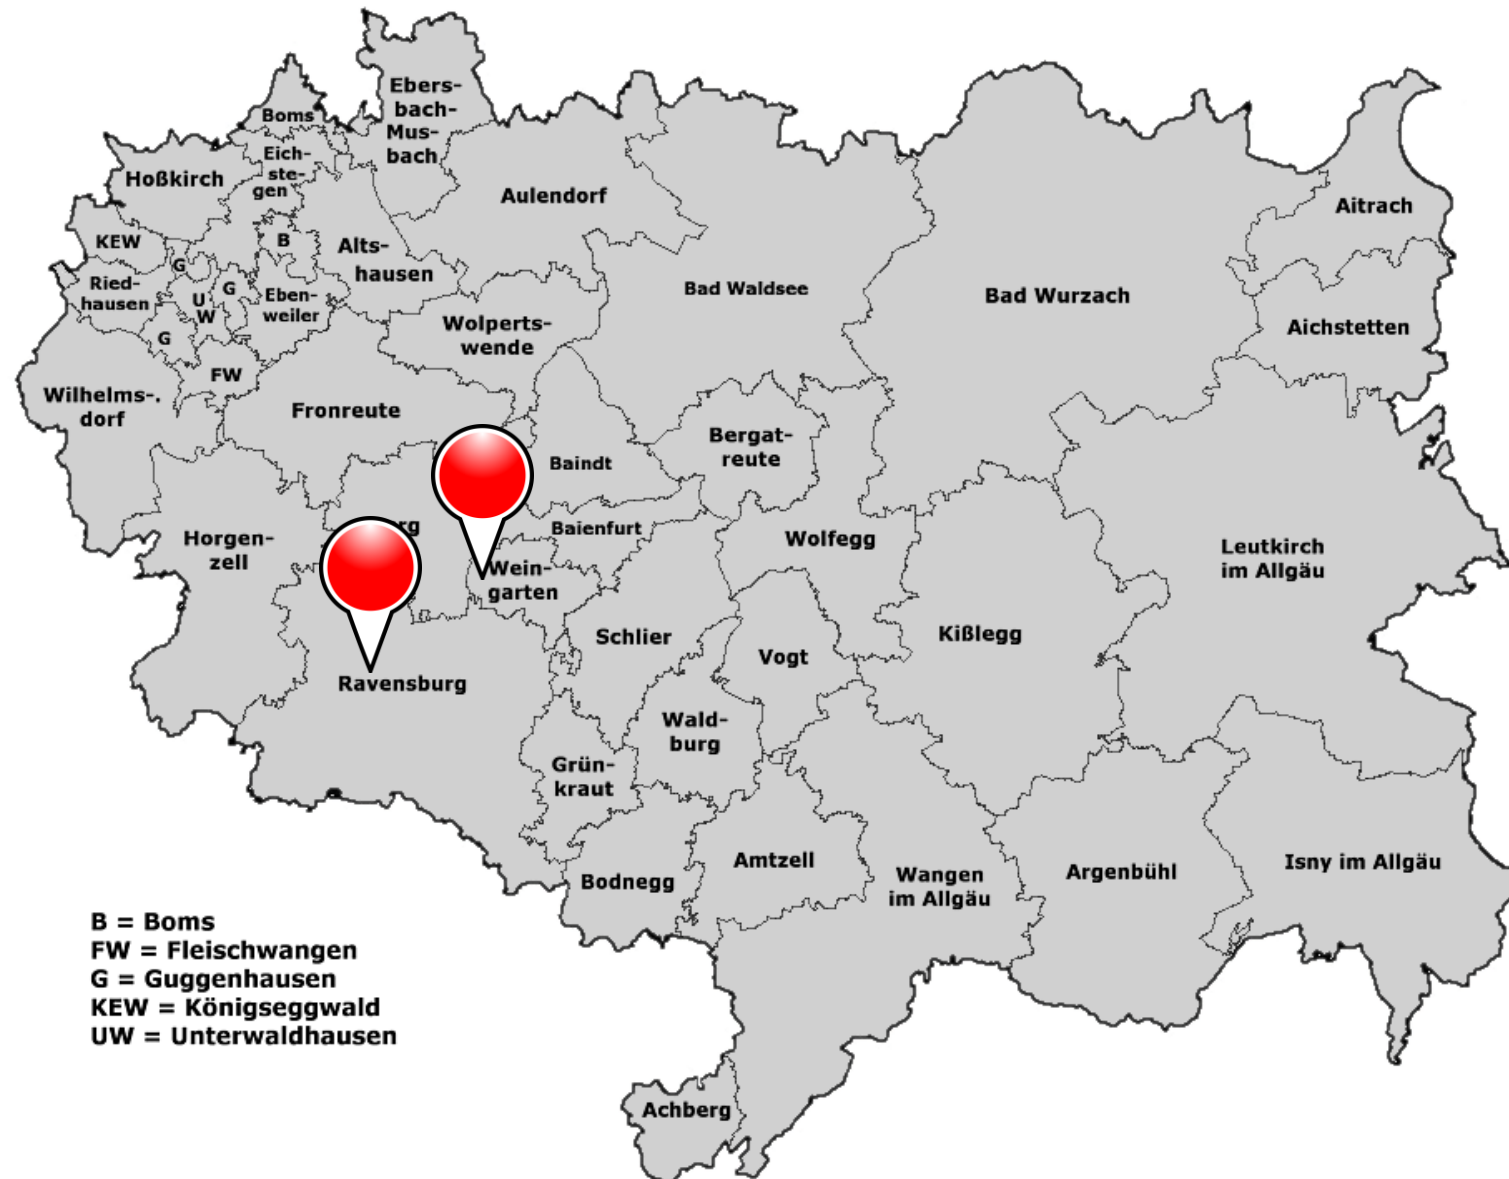 Ebers-
bach-
Mus-
bach
Boms
Eich-
ste-
gen
Hoßkirch
Aulendorf
Aitrach
KEW
B
Alts-
hausen
G
Ried-
hausen
U
W
G
Eben-
weiler
Bad Waldsee
Bad Wurzach
Aichstetten
Wolperts-
wende
G
FW
Wilhelms-.
dorf
Fronreute
Bergat-
reute
Baindt
rg
Baienfurt
Wolfegg
Horgen-
zell
Leutkirch
im Allgäu
Wein-
garten
Schlier
Vogt
Kißlegg
Ravensburg
Wald-
burg
Grün-
kraut
Amtzell
Bodnegg
Wangen
im Allgäu
Argenbühl
Isny im Allgäu
B = Boms
FW = Fleischwangen
G = Guggenhausen
KEW = Königseggwald
UW = Unterwaldhausen
Achberg